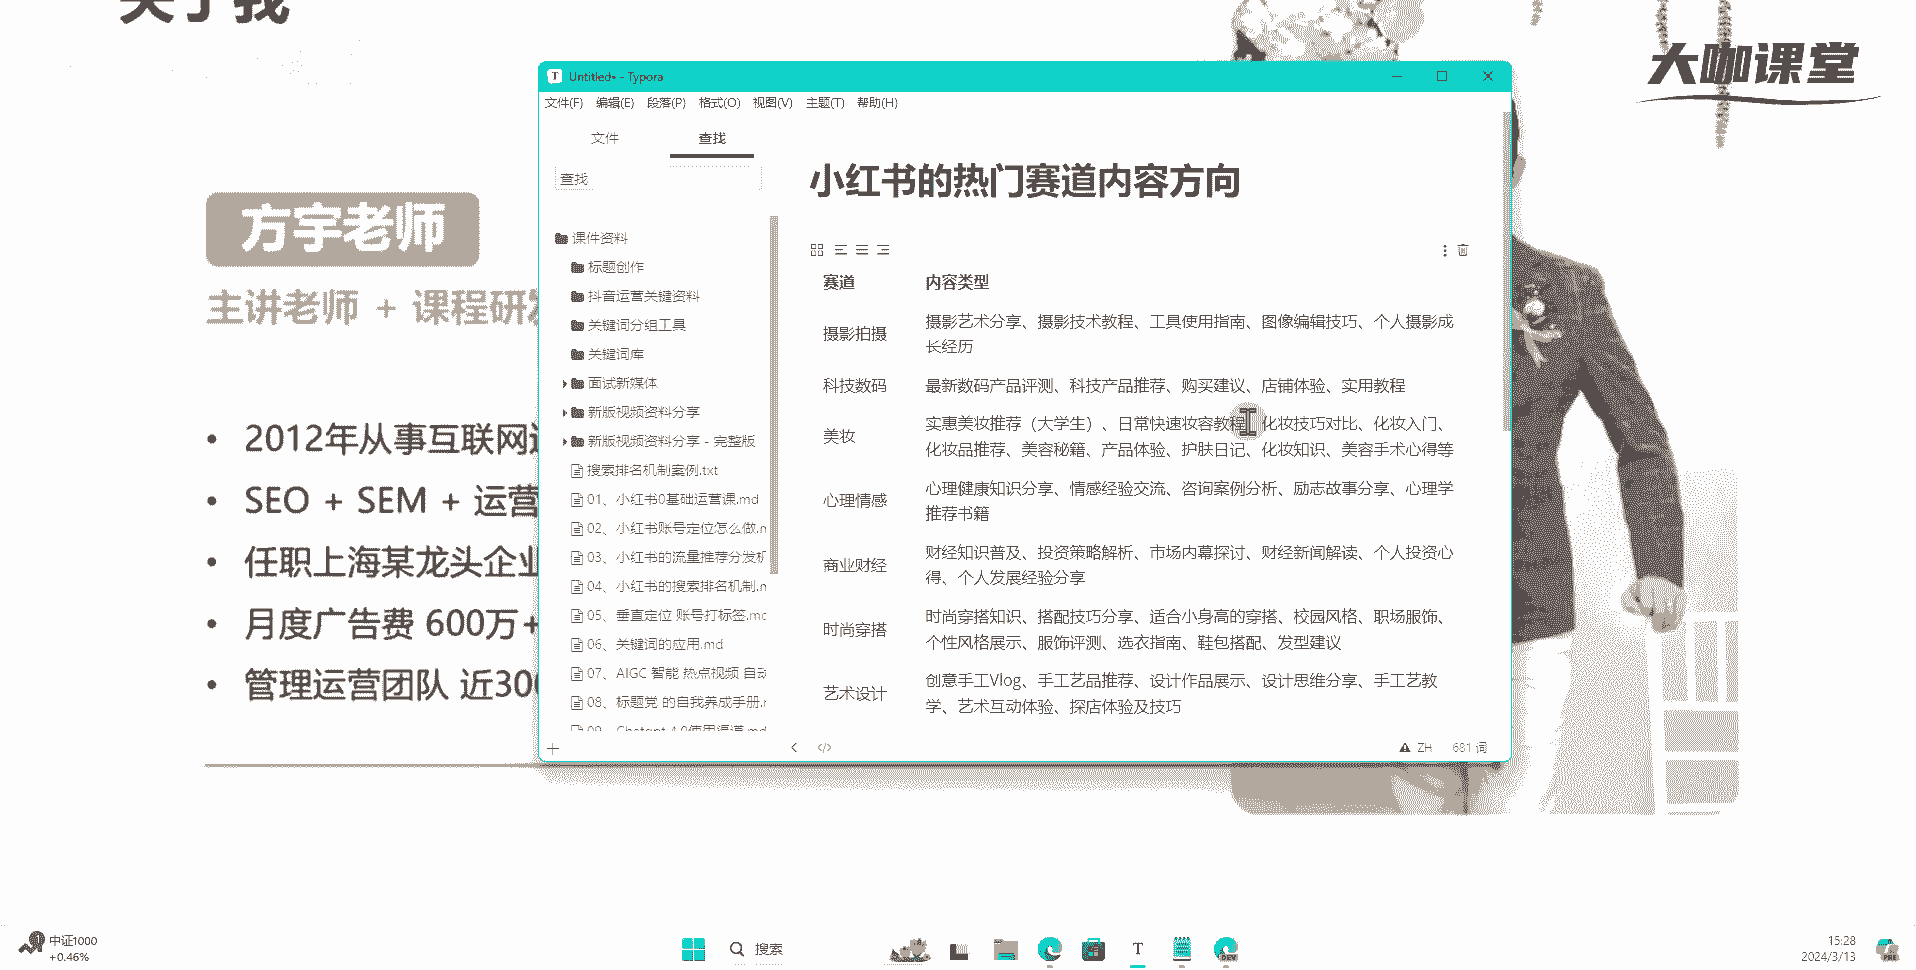 关于我
大咖课堂
方宇老师
主讲老师 + 课程研发
2012年从事互联网
SEO + SEM + 运营
任职上海某龙头企业
月度广告费 600万+
管理运营团队 近300
Untitled• - Typora
文件(F) 编辑(E) 段落(P) 格式(O) 视图(V) 主题(T) 帮助(H)
文件 查找
查找
课件资料
标题创作
抖音运营关键资料
关键词分组工具
关键词库
面试新媒体
新版视频资料分享
新版视频资料分享 - 完整版
搜索排名机制案例.txt
01、小红书0基础运营课.md
02、小红书账号定位怎么做.m
03、小红书的流量推荐分发机
04、小红书的搜索排名机制.m
05、垂直定位 账号打标签.md
06、关键词的应用.md
07、AIGC 智能 热点视频 自动
08、标题党 的自我养成手册.m
09、Chatgpt 4.0使用渠道.md
小红书的热门赛道内容方向
赛道 内容类型
摄影拍摄 摄影艺术分享、摄影技术教程、工具使用指南、图像编辑技巧、个人摄影成
长经历
科技数码 最新数码产品评测、科技产品推荐、购买建议、店铺体验、实用教程
美妆 实惠美妆推荐（大学生）、日常快速妆容教程、化妆技巧对比、化妆入门、
化妆品推荐、美容秘籍、产品体验、护肤日记、化妆知识、美容手术心得等
心理情感 心理健康知识分享、情感经验交流、咨询案例分析、励志故事分享、心理学
推荐书籍
商业财经 财经知识普及、投资策略解析、市场内幕探讨、财经新闻解读、个人投资心
得、个人发展经验分享
时尚穿搭 时尚穿搭知识、搭配技巧分享、适合小身高的穿搭、校园风格、职场服饰、
个性风格展示、服饰评测、选衣指南、鞋包搭配、发型建议
艺术设计 创意手工Vlog、手工艺品推荐、设计作品展示、设计思维分享、手工艺教
学、艺术互动体验、探店体验及技巧
ZH 681 词
中证1000
+0.46%
搜索
T
DEV
15:28
2024/3/13
PRE